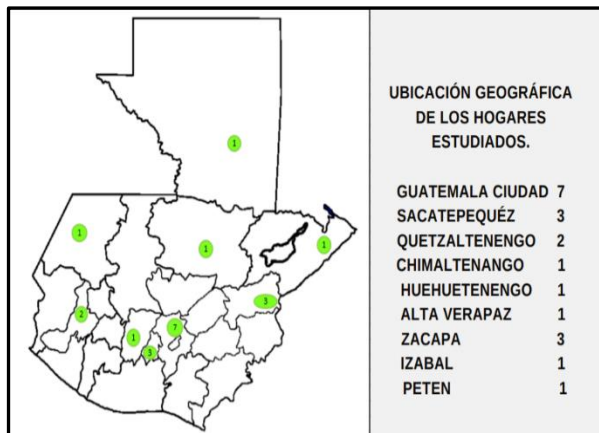 UBICACIÓN GEOGRÁFICA
DE LOS HOGARES
ESTUDIADOS.
GUATEMALA CIUDAD 7
SACATEPEQUÉZ 3
QUETZALTENENGO 2
CHIMALTENANGO 1
HUEHUETENENGO 1
ALTA VERAPAZ 1
ZACAPA 3
IZABAL 1
PETEN 1
1
1
1
1
3
2
7
1
3